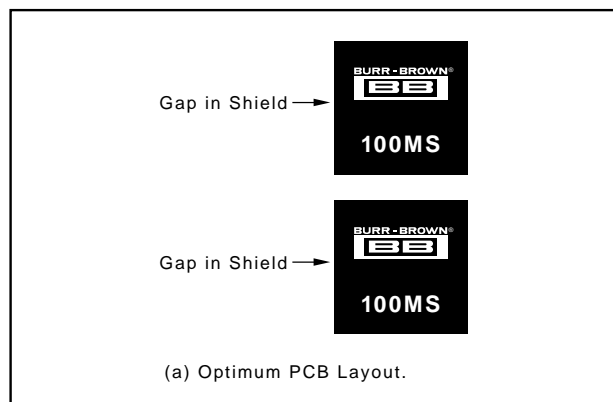 BURR-BROWN®
BB
Gap in Shield
100MS
BURR-BROWN®
BB
Gap in Shield
100MS
(a) Optimum PCB Layout.